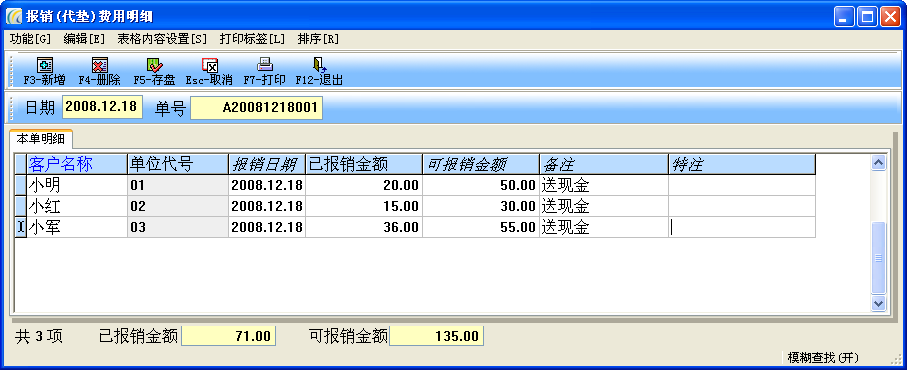 报销(代垫)费用明细
功能[G] 编辑[E] 表格内容设置[S] 打印标签[L] 排序[R]
F3-新增 F4-删除 F5-存盘 Esc-取消 F7-打印 F12-退出
日期 2008.12.18 单号 A20081218001
本单明细
客户名称 单位代号 报销日期 已报销金额 可报销金额 备注 特注
小明 01 2008.12.18 20.00 50.00 送现金
小红 02 2008.12.18 15.00 30.00 送现金
小军 03 2008.12.18 36.00 55.00 送现金
共 3 项 已报销金额 71.00 可报销金额 135.00
模糊查找(开)